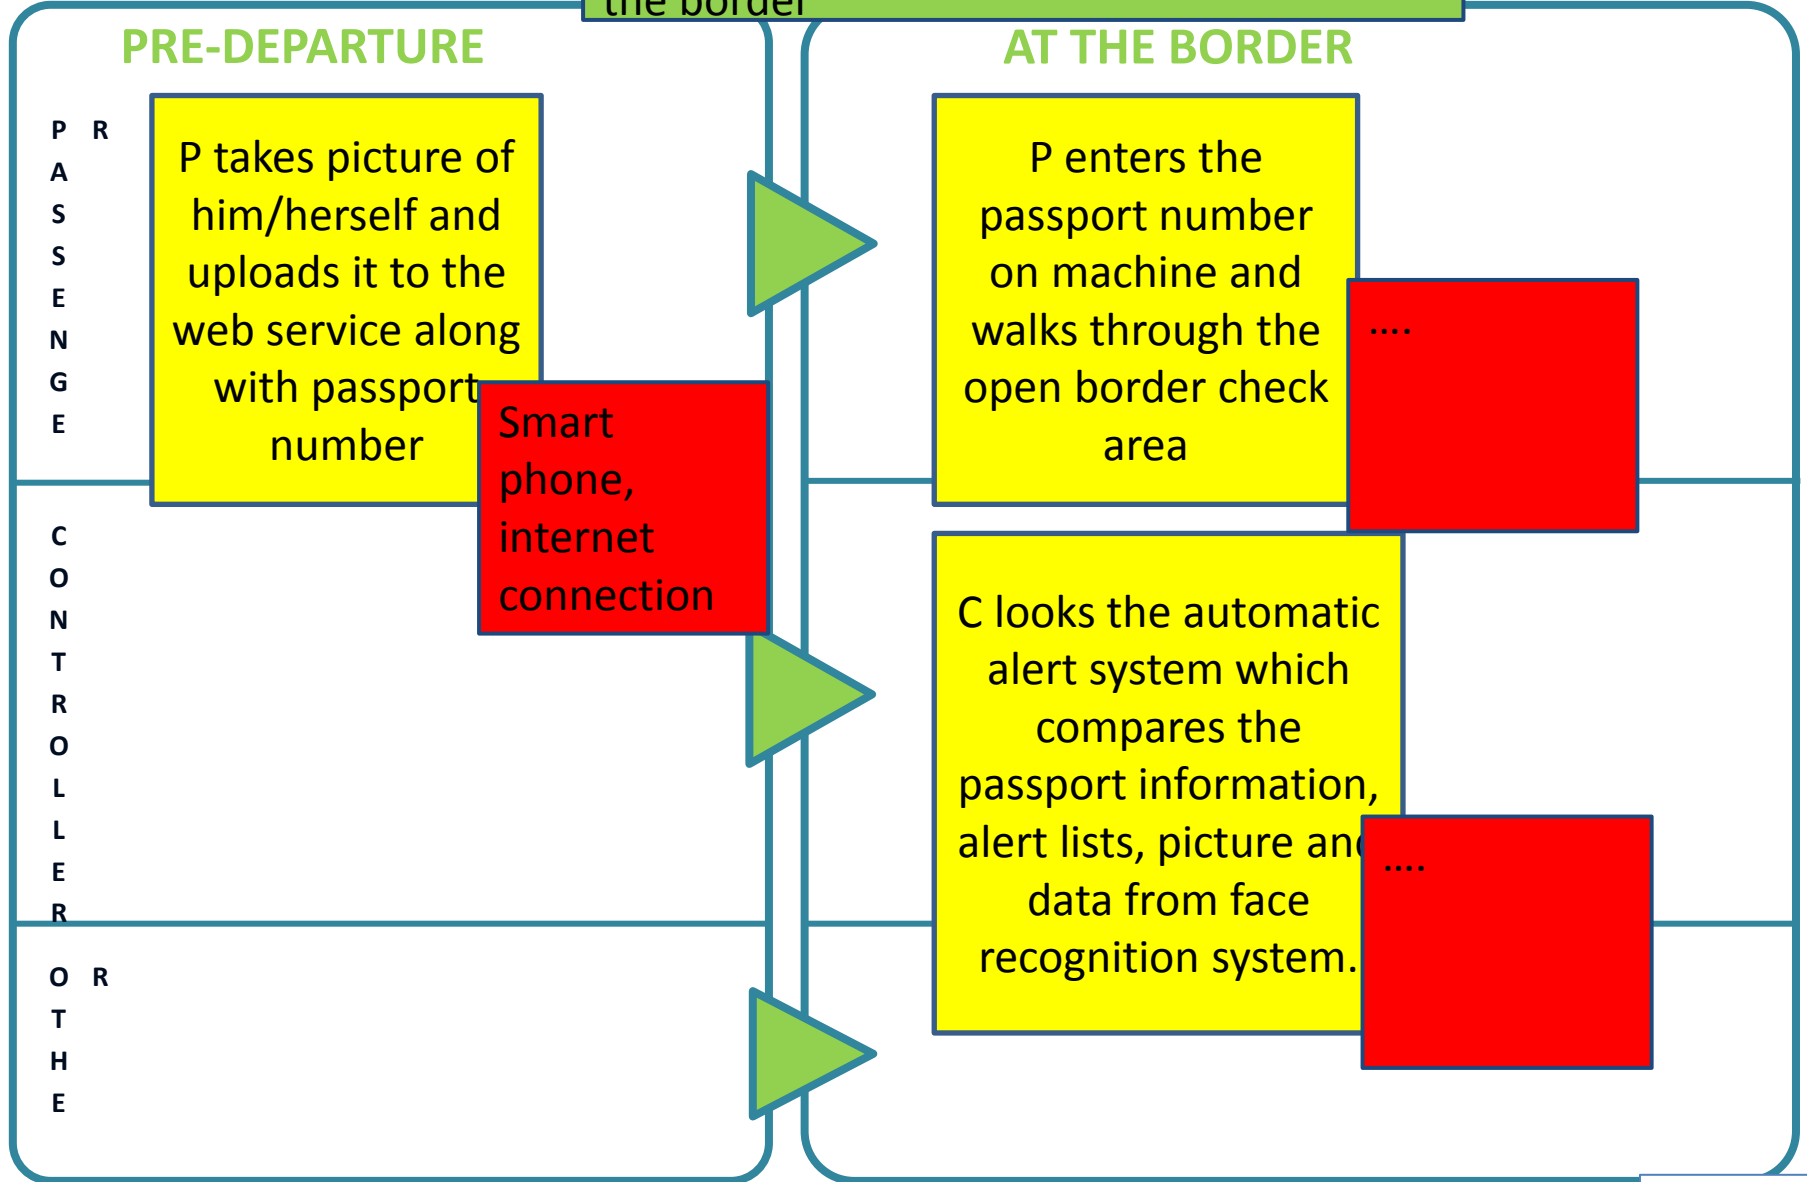 the border
PRE-DEPARTURE
AT THE BORDER
P R
A
S
S
E
N
G
E
P takes picture of
him/herself and
uploads it to the
web service along
with passport
number
Smart
phone,
internet
connection
P enters the
passport number
on machine and
walks through the
open border check
area
....
C
O
N
T
R
O
L
L
E
R
C looks the automatic
alert system which
compares the
passport information,
alert lists, picture and
data from face
recognition system.
....
O R
T
H
E